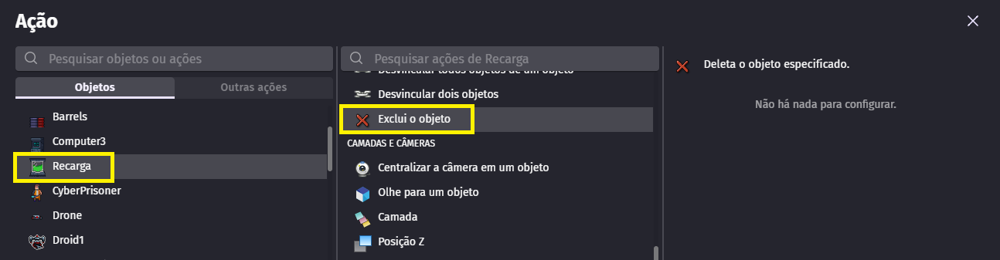 Ação
Pesquisar objetos ou ações
Objetos
Outras ações
Barrels
Computer3
Recarga
CyberPrisoner
Drone
Droid1
Pesquisar ações de Recarga
Desvincular todos objetos de um objeto
Desvincular dois objetos
Exclui o objeto
CAMADAS E CÂMERAS
Centralizar a câmera em um objeto
Olhe para um objeto
Camada
Posição Z
Deleta o objeto especificado.
Não há nada para configurar.